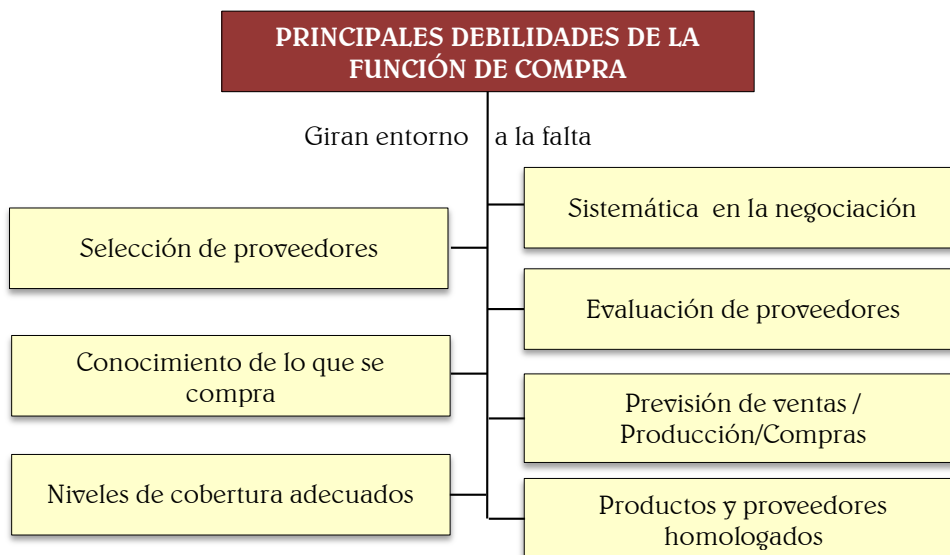 PRINCIPALES DEBILIDADES DE LA
FUNCIÓN DE COMPRA
Giran entorno a la falta
Selección de proveedores
Conocimiento de lo que se
compra
Niveles de cobertura adecuados
Sistemática en la negociación
Evaluación de proveedores
Previsión de ventas /
Producción/Compras
Productos y proveedores
homologados